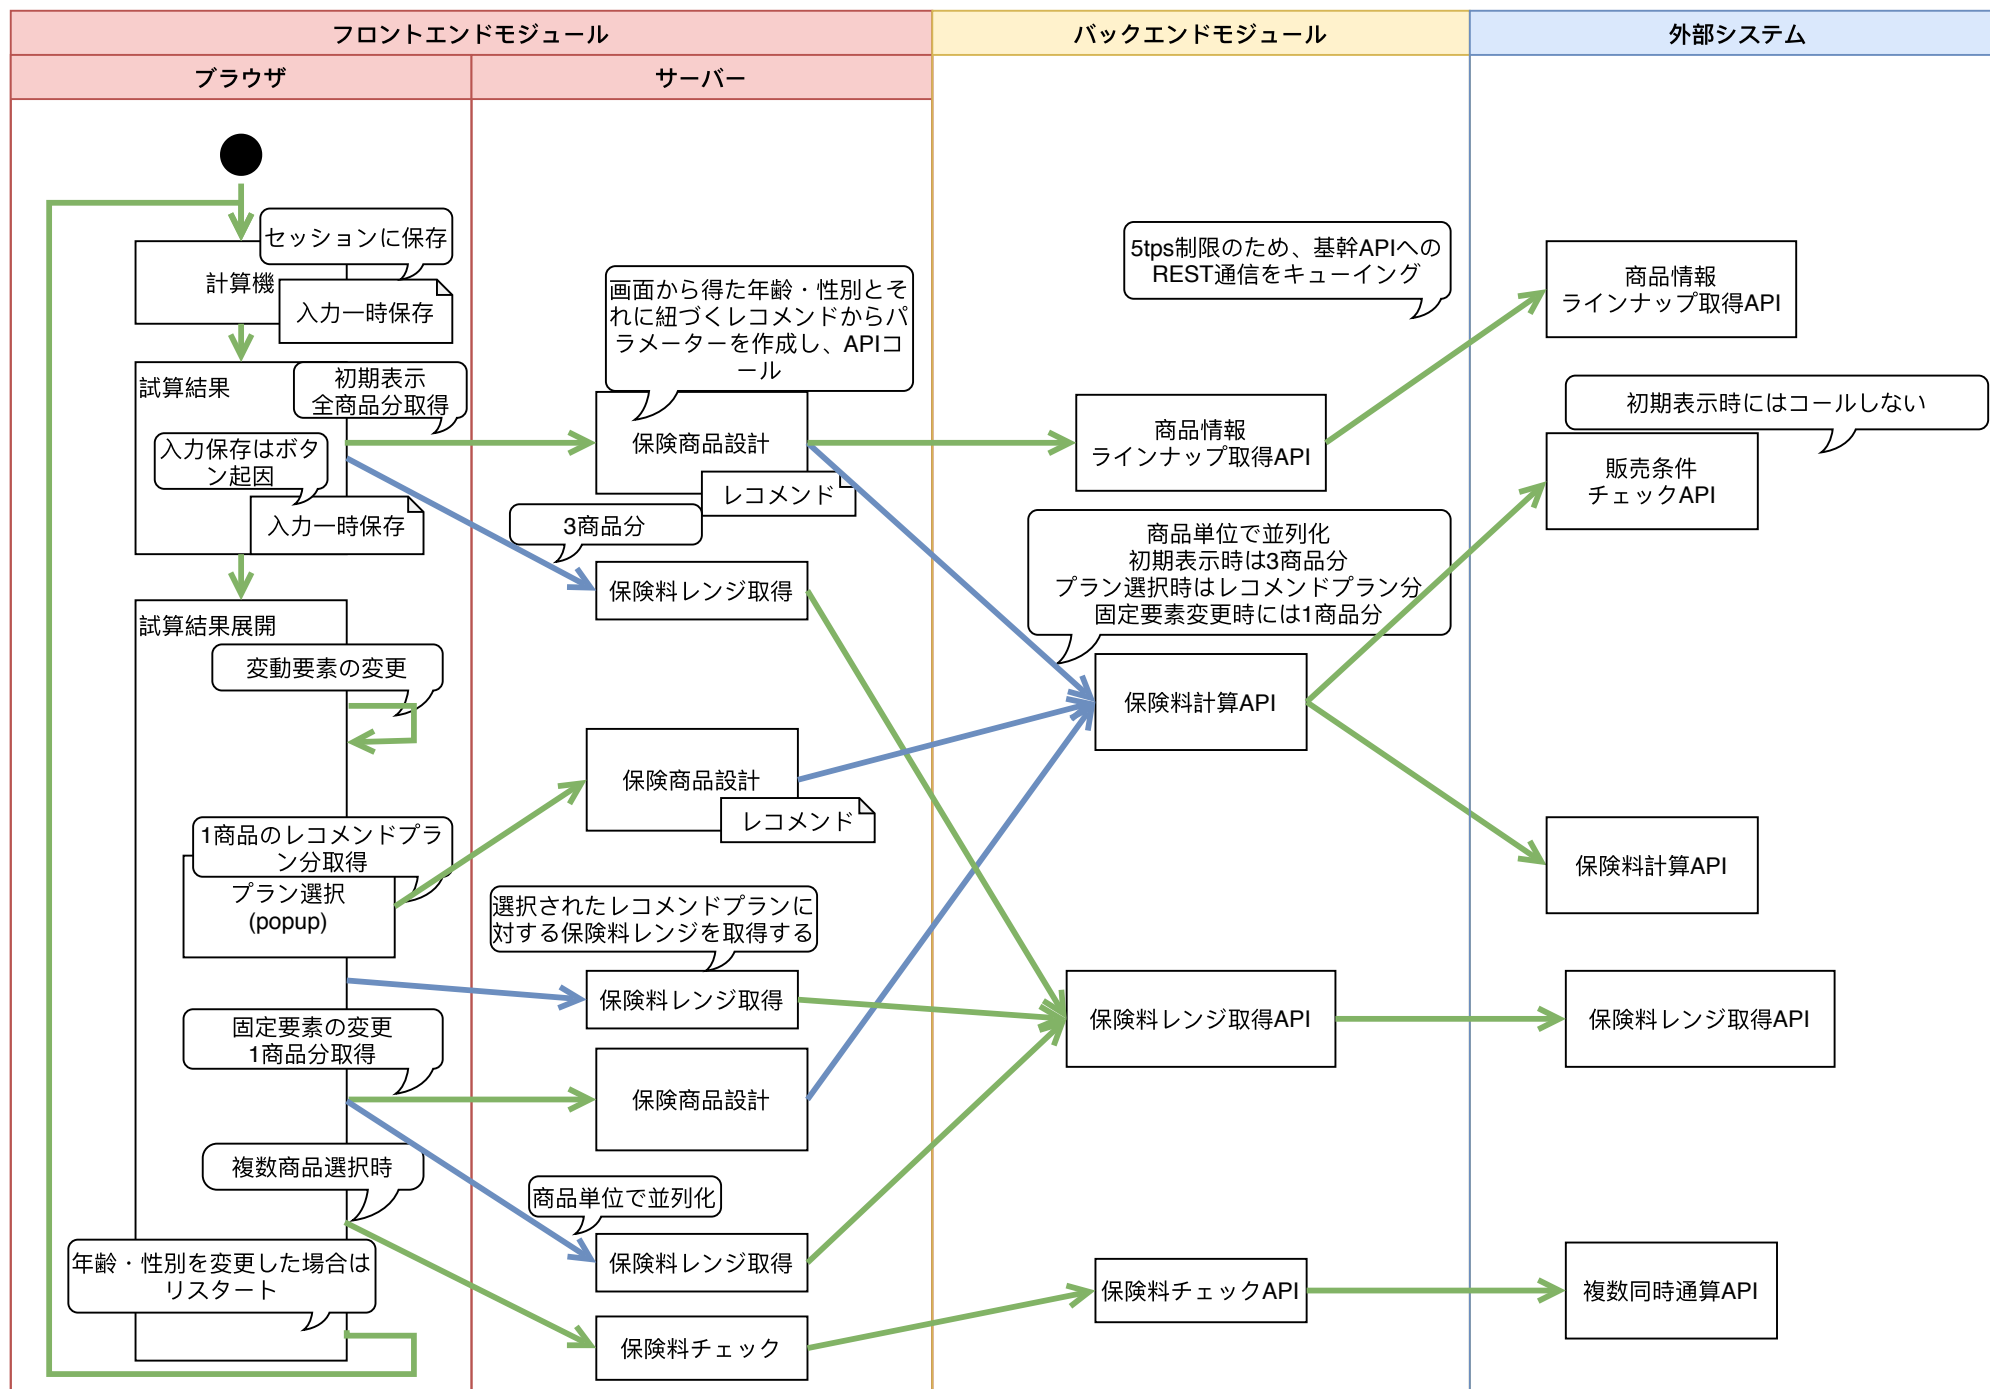 フロントエンドモジュール
バックエンドモジュール
外部システム
ブラウザ
サーバー
セッションに保存
計算機
入力一時保存
試算結果
初期表示
全商品分取得
入力保存はボタ
ン起因
入力一時保存
試算結果展開
変動要素の変更
1商品のレコメンドプラ
ン分取得
プラン選択
(popup)
固定要素の変更
1商品分取得
複数商品選択時
年齢・性別を変更した場合は
リスタート
画面から得た年齢・性別とそ
れに紐づくレコメンドからパ
ラメーターを作成し、APIコ
ール
保険商品設計
レコメンド
3商品分
保険料レンジ取得
保険商品設計
レコメンド
選択されたレコメンドプランに
対する保険料レンジを取得する
保険料レンジ取得
保険商品設計
商品単位で並列化
保険料レンジ取得
保険料チェック
5tps制限のため、基幹APIへの
REST通信をキューイング
商品情報
ラインナップ取得API
商品単位で並列化
初期表示時は3商品分
プラン選択時はレコメンドプラン分
固定要素変更時には1商品分
保険料計算API
保険料レンジ取得API
保険料チェックAPI
商品情報
ラインナップ取得API
初期表示時にはコールしない
販売条件
チェックAPI
保険料計算API
保険料レンジ取得API
複数同時通算API